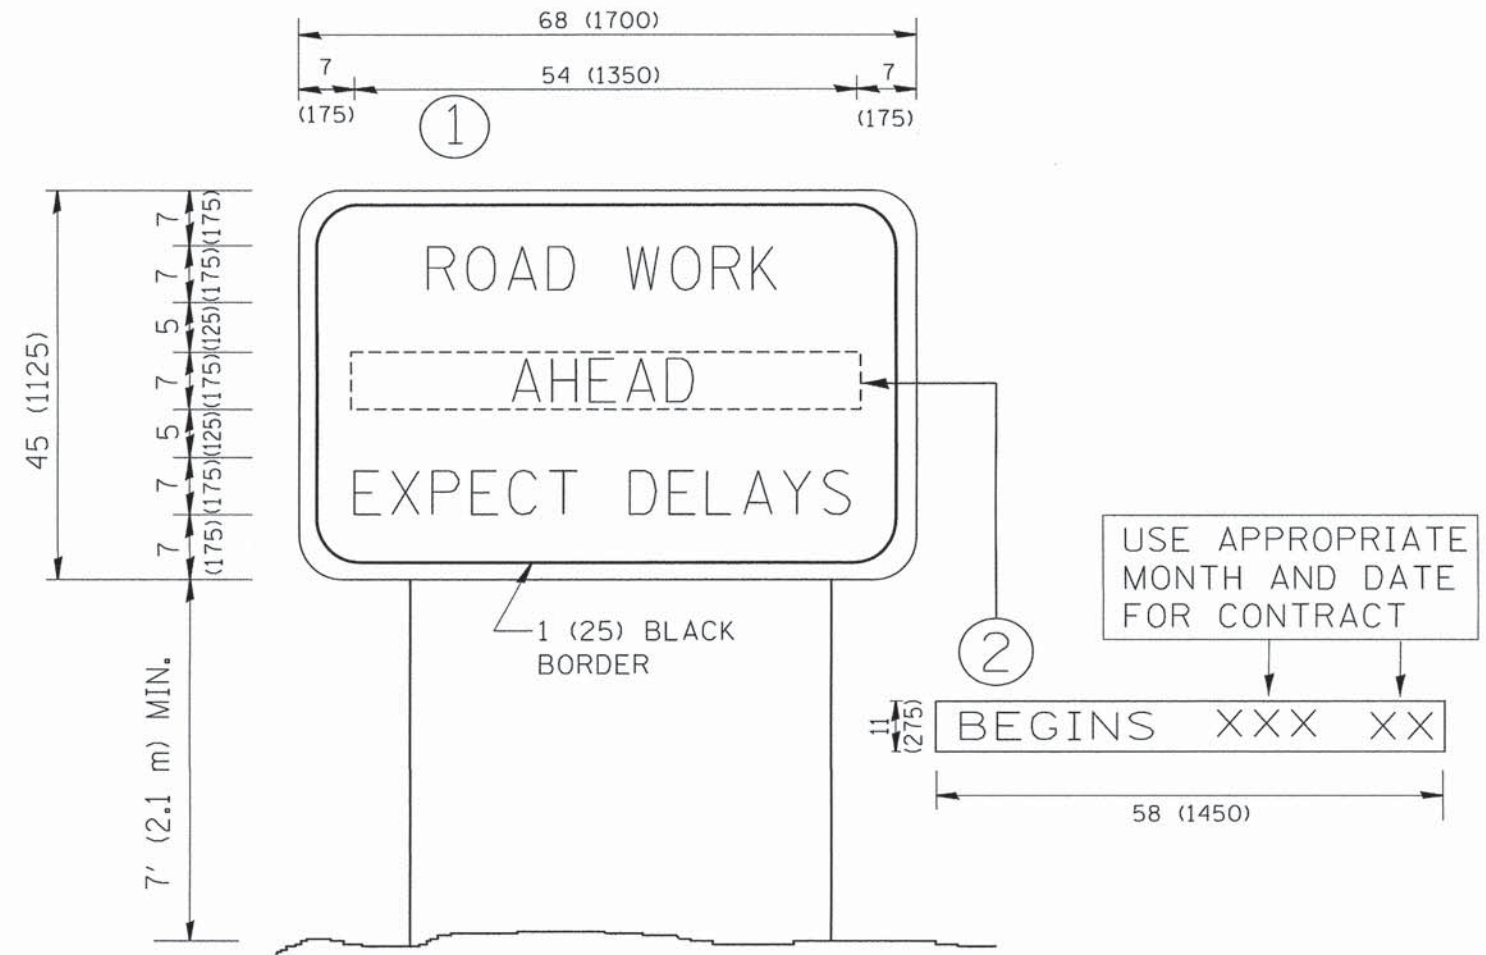 68 (1700)
7
54 (1350)
7
(175)
(175)
1
45 (1125)
7
(175)
7
(175)
5
(125)
7
(175)
5
(125)
7
(175)
7
(175)
ROAD WORK
AHEAD
EXPECT DELAYS
1 (25) BLACK
BORDER
7' (2.1 m) MIN.
2
USE APPROPRIATE
MONTH AND DATE
FOR CONTRACT
11
(275)
BEGINS XXX XX
58 (1450)